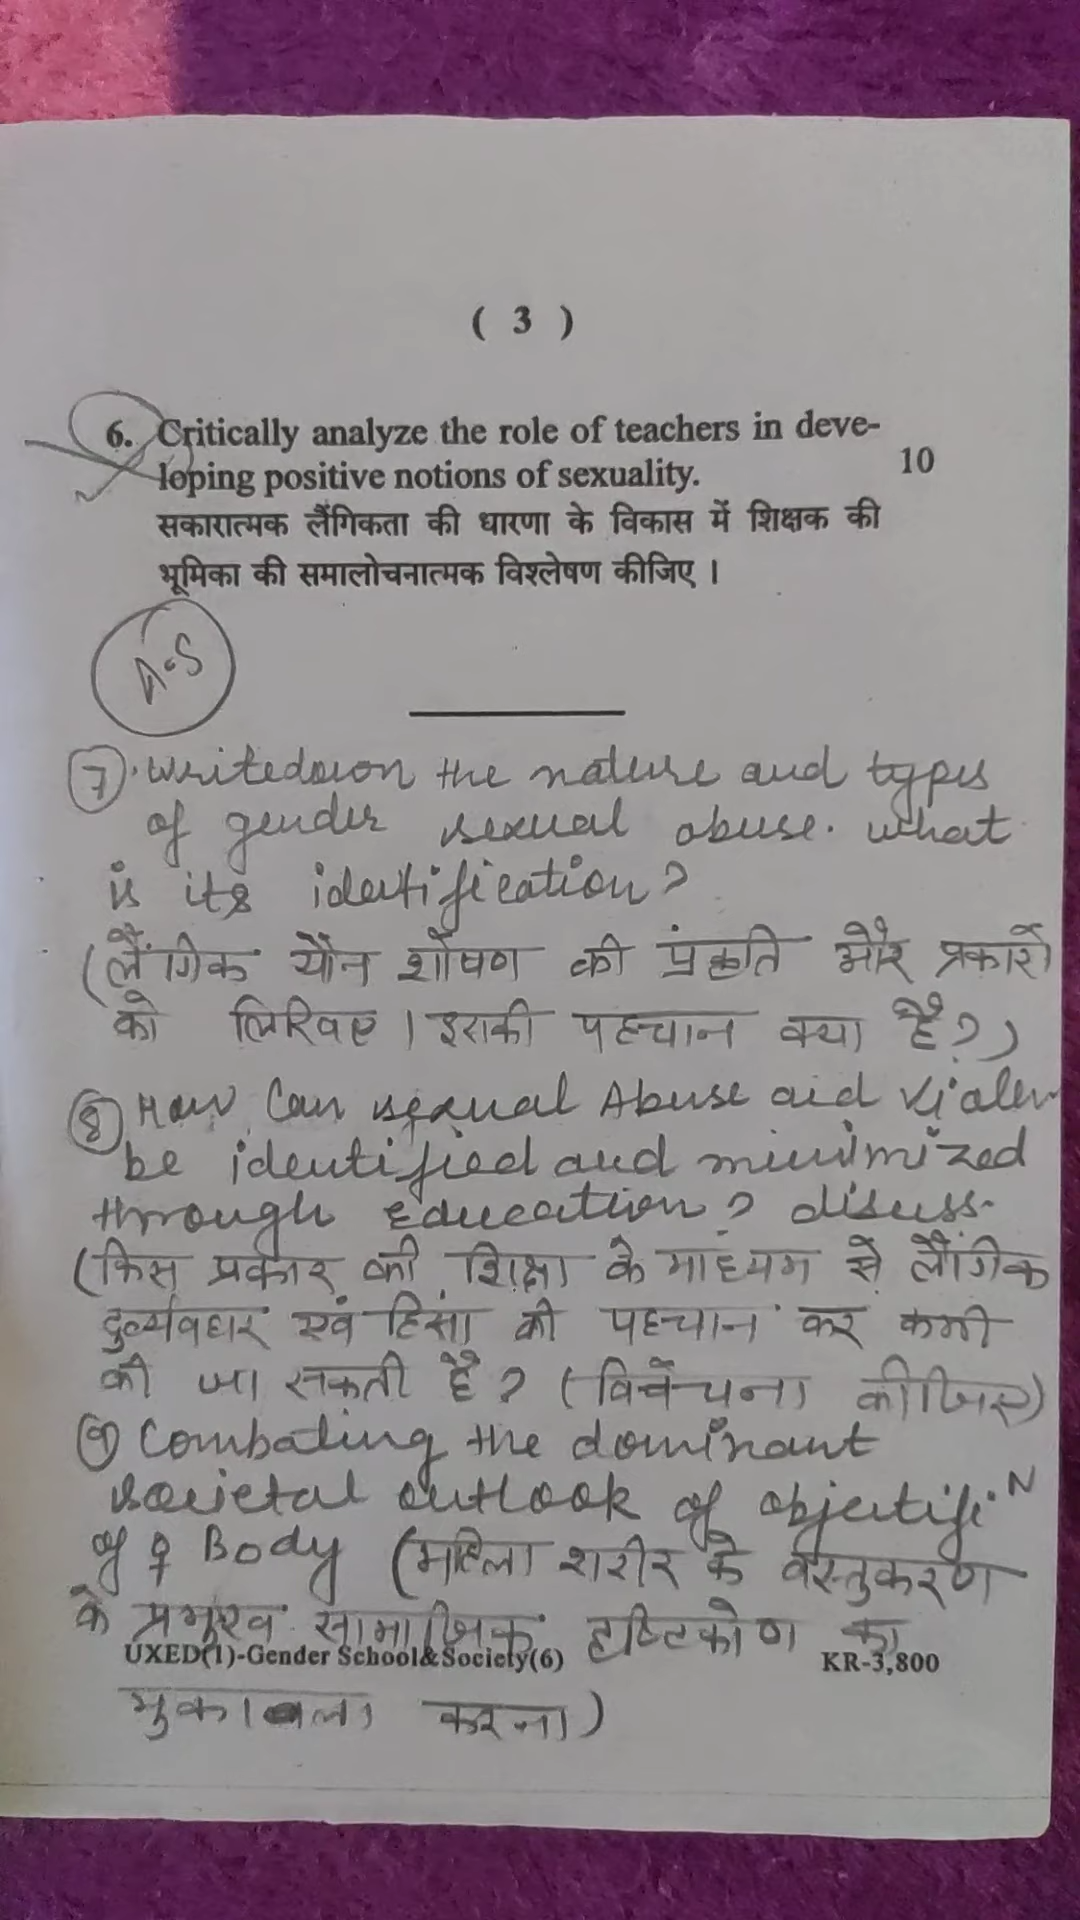 ( 3 )
6. Critically analyze the role of teachers in deve-
loping positive notions of sexuality. 10
सकारात्मक लैंगिकता की धारणा के विकास में शिक्षक की
भूमिका की समालोचनात्मक विश्लेषण कीजिए ।
A.S
7. writedown the nature and types
of gender sexual abuse. what
is its identification?
(लैंगिक यौन शोषण की प्रंकृति और प्रकारों
को लिखिए । इसकी पहचान क्या है?)
8 How Can sexual Abuse and Violen
be identified and minimized
through Education? discuss.
(किस प्रकार की शिक्षा के माध्यम से लैंगिक
दुर्व्यवहार एवं हिंसा की पहचान कर कमी
की जा सकती है? (विवेचना कीजिए)
9 Combating the dominant
societal outlook of objectifi N
of ♀ Body (महिला शरीर के वस्तुकरण
के प्रमुख सामाजिक दृष्टिकोण का
UXED(1)-Gender School&Society(6) KR-3,800
मुकाबला करना)